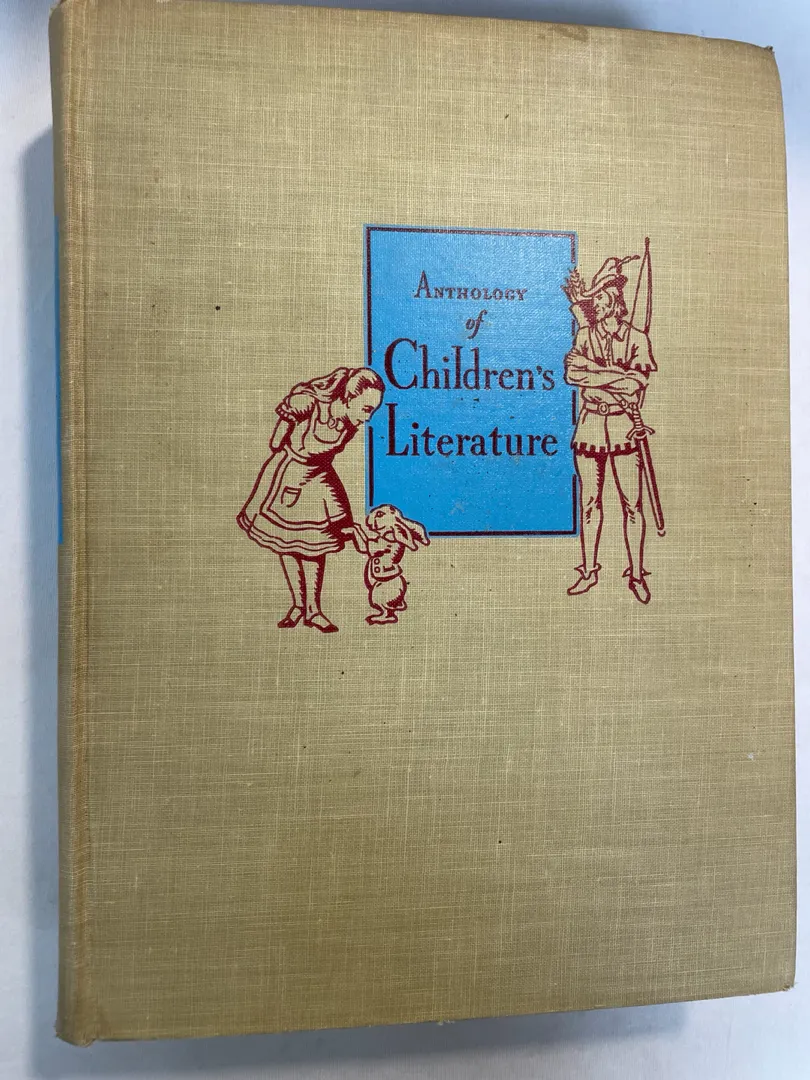 Anthology
of
Children's
Literature